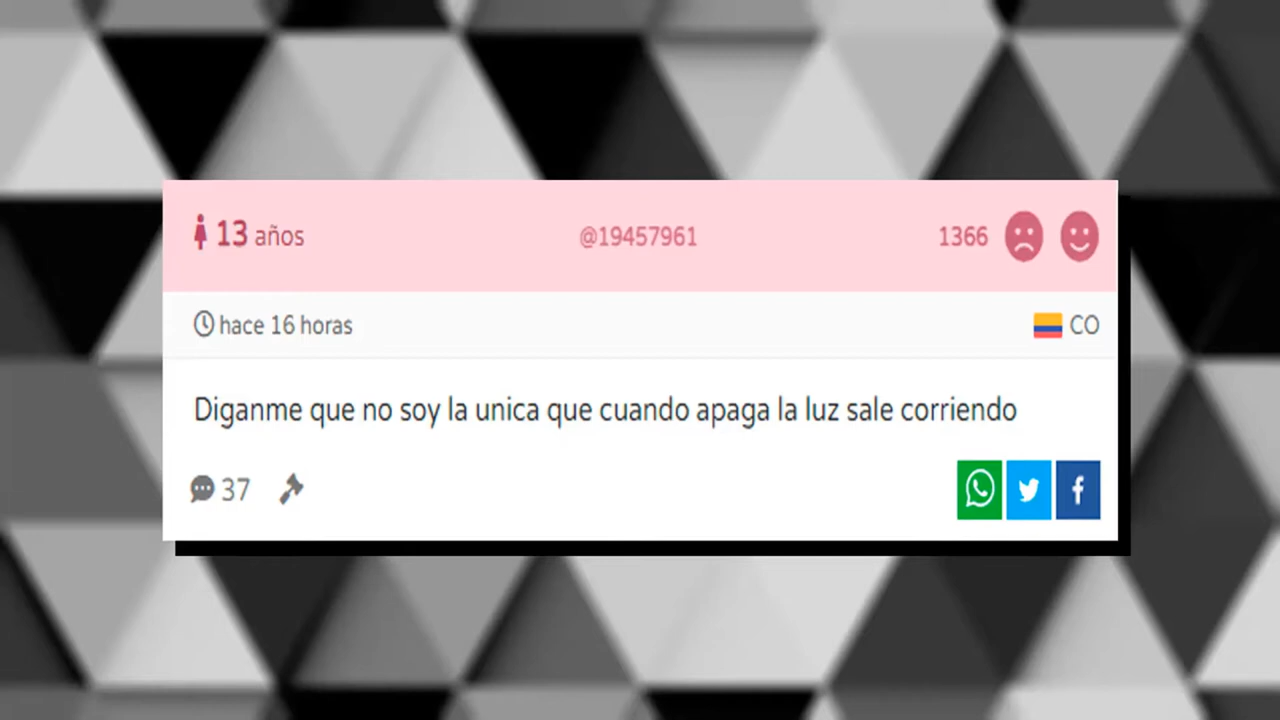 13 años @19457961 1366
hace 16 horas CO
Diganme que no soy la unica que cuando apaga la luz sale corriendo
37